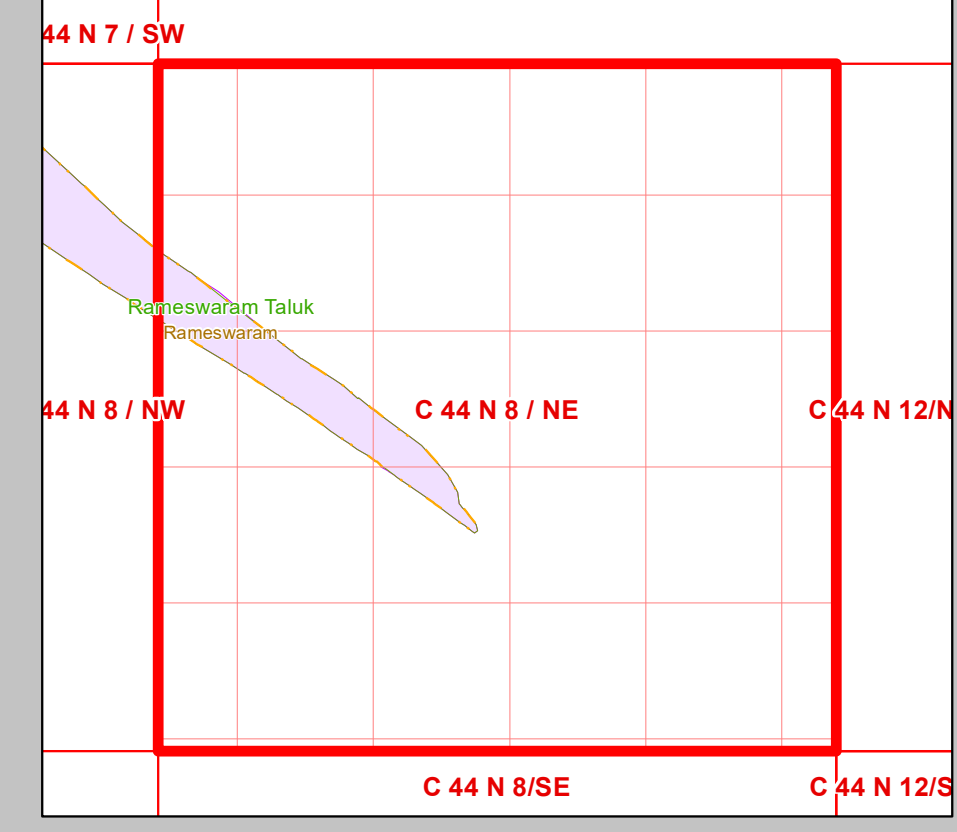 44 N 7 / SW
Rameswaram Taluk
Rameswaram
44 N 8 / NW
C 44 N 8 / NE
C 44 N 12/N
C 44 N 8/SE
C 44 N 12/S